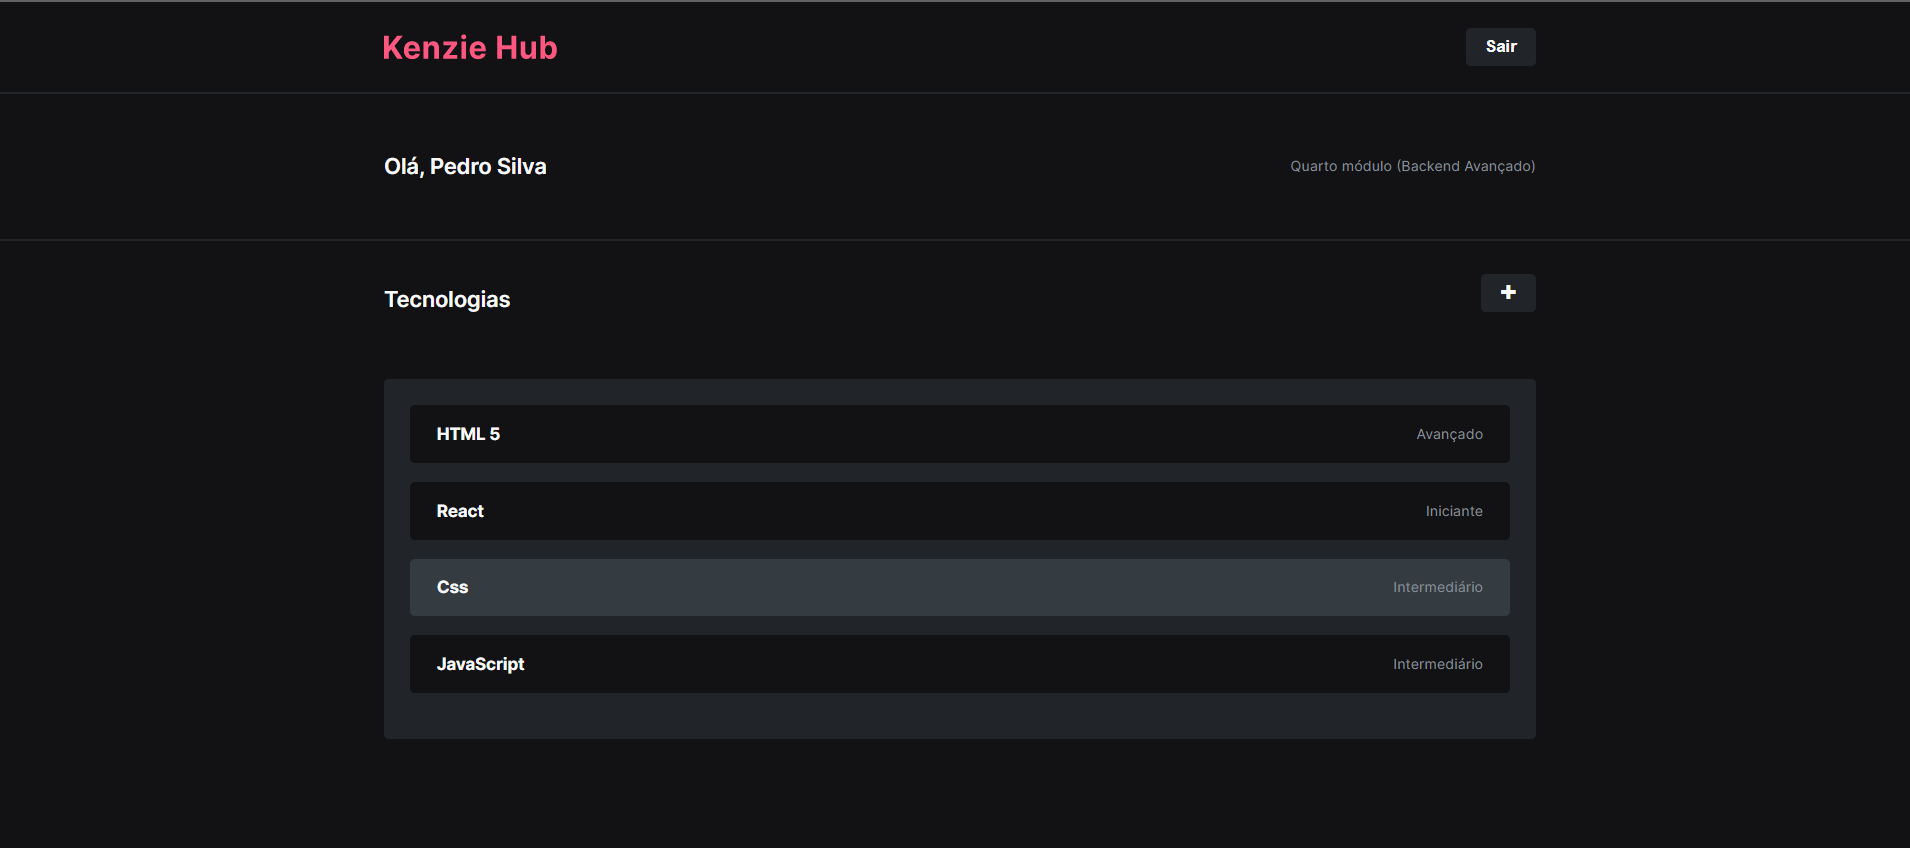 Kenzie Hub Sair
Olá, Pedro Silva Quarto módulo (Backend Avançado)
Tecnologias +
HTML 5 Avançado
React Iniciante
Css Intermediário
JavaScript Intermediário